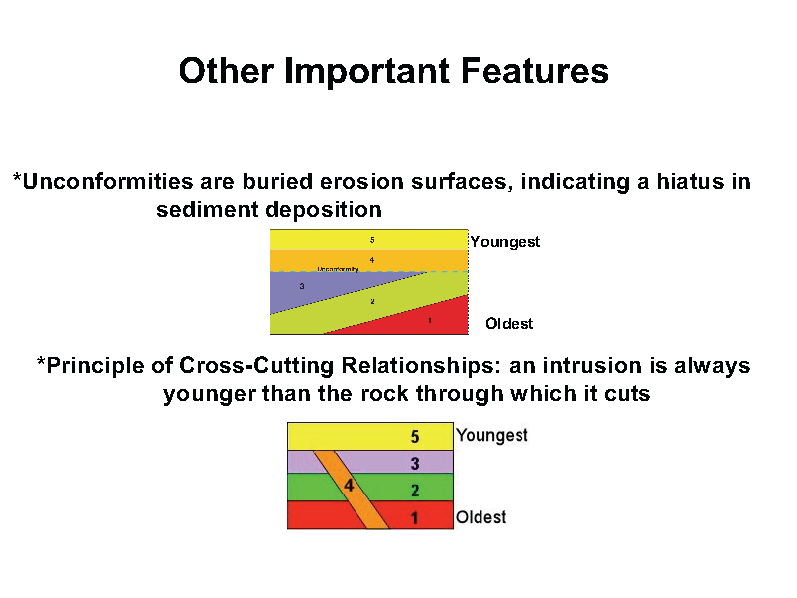 Other Important Features
*Unconformities are buried erosion surfaces, indicating a hiatus in
sediment deposition
5
Youngest
4
Unconformity
3
2
1
Oldest
*Principle of Cross-Cutting Relationships: an intrusion is always
younger than the rock through which it cuts
5
Youngest
3
4
2
1
Oldest